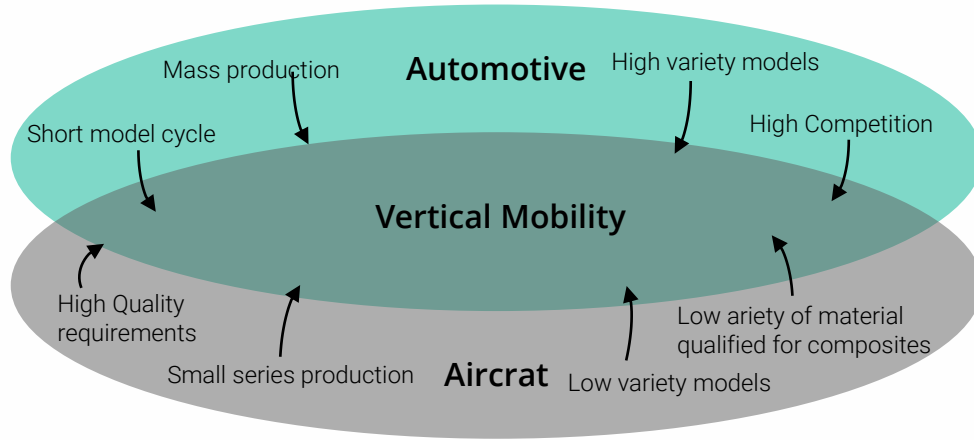 Mass production
Automotive
High variety models
Short model cycle
High Competition
Vertical Mobility
High Quality
requirements
Low ariety of material
qualified for composites
Small series production
Aircrat
Low variety models